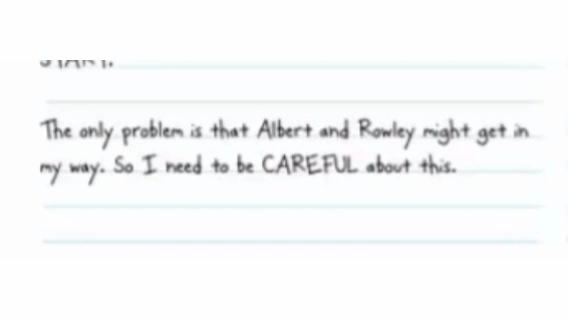 START.
The only problem is that Albert and Rowley might get in
my way. So I need to be CAREFUL about this.